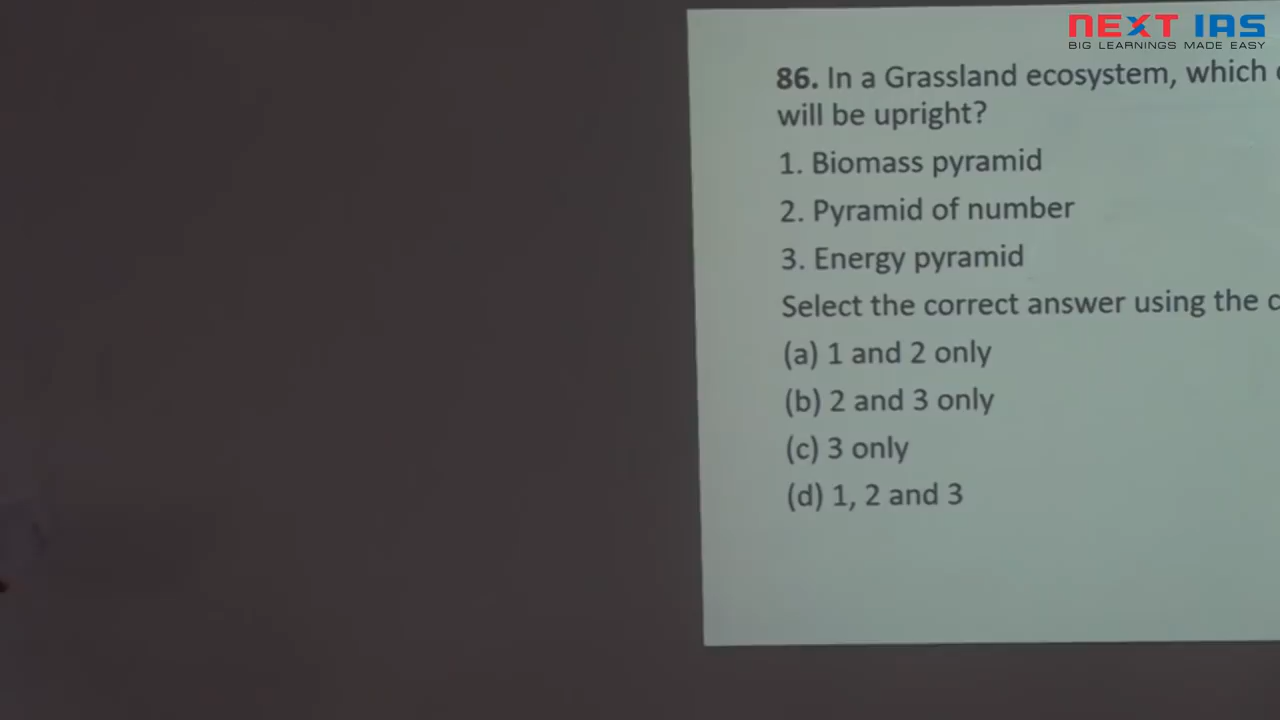 NEXT IAS
BIG LEARNINGS MADE EASY
86. In a Grassland ecosystem, which
will be upright?
1. Biomass pyramid
2. Pyramid of number
3. Energy pyramid
Select the correct answer using the
(a) 1 and 2 only
(b) 2 and 3 only
(c) 3 only
(d) 1, 2 and 3